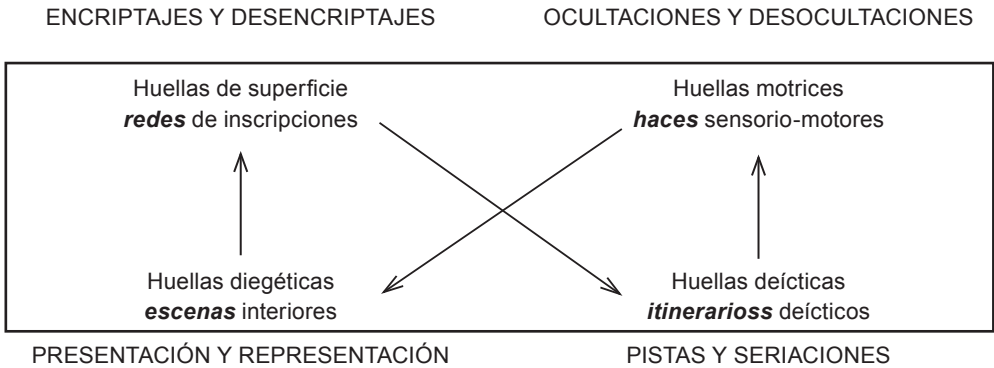 ENCRIPTAJES Y DESENCRIPTAJES
OCULTACIONES Y DESOCULTACIONES
Huellas de superficie
redes de inscripciones
Huellas motrices
haces sensorio-motores
Huellas diegéticas
escenas interiores
Huellas deícticas
itinerarioss deícticos
PRESENTACIÓN Y REPRESENTACIÓN
PISTAS Y SERIACIONES